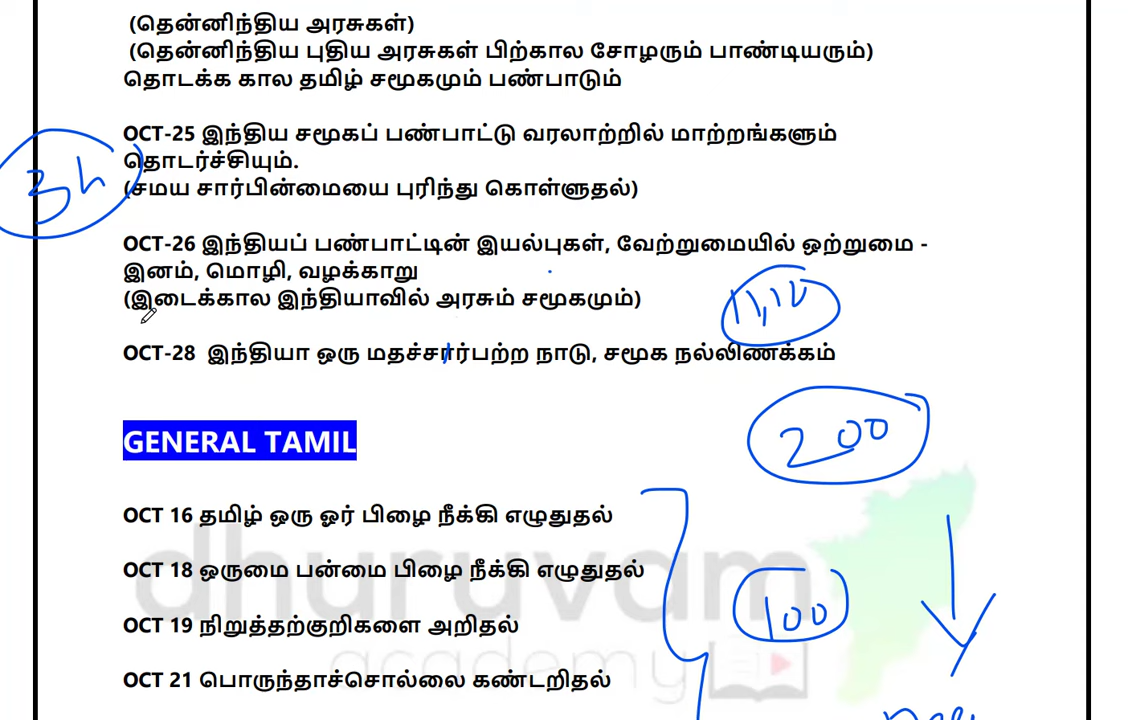 (தென்னிந்திய அரசுகள்)
(தென்னிந்திய புதிய அரசுகள் பிற்கால சோழரும் பாண்டியரும்)
தொடக்க கால தமிழ் சமூகமும் பண்பாடும்
OCT-25 இந்திய சமூகப் பண்பாட்டு வரலாற்றில் மாற்றங்களும்
தொடர்ச்சியும்.
3h
(சமய சார்பின்மையை புரிந்து கொள்ளுதல்)
OCT-26 இந்தியப் பண்பாட்டின் இயல்புகள், வேற்றுமையில் ஒற்றுமை -
இனம், மொழி, வழக்காறு
(இடைக்கால இந்தியாவில் அரசும் சமூகமும்)
OCT-28 இந்தியா ஒரு மதச்சார்பற்ற நாடு, சமூக நல்லிணக்கம்
GENERAL TAMIL
200
OCT 16 தமிழ் ஒரு ஓர் பிழை நீக்கி எழுதுதல்
OCT 18 ஒருமை பன்மை பிழை நீக்கி எழுதுதல்
dhuruvam
100
OCT 19 நிறுத்தற்குறிகளை அறிதல்
academy
OCT 21 பொருந்தாச்சொல்லை கண்டறிதல்